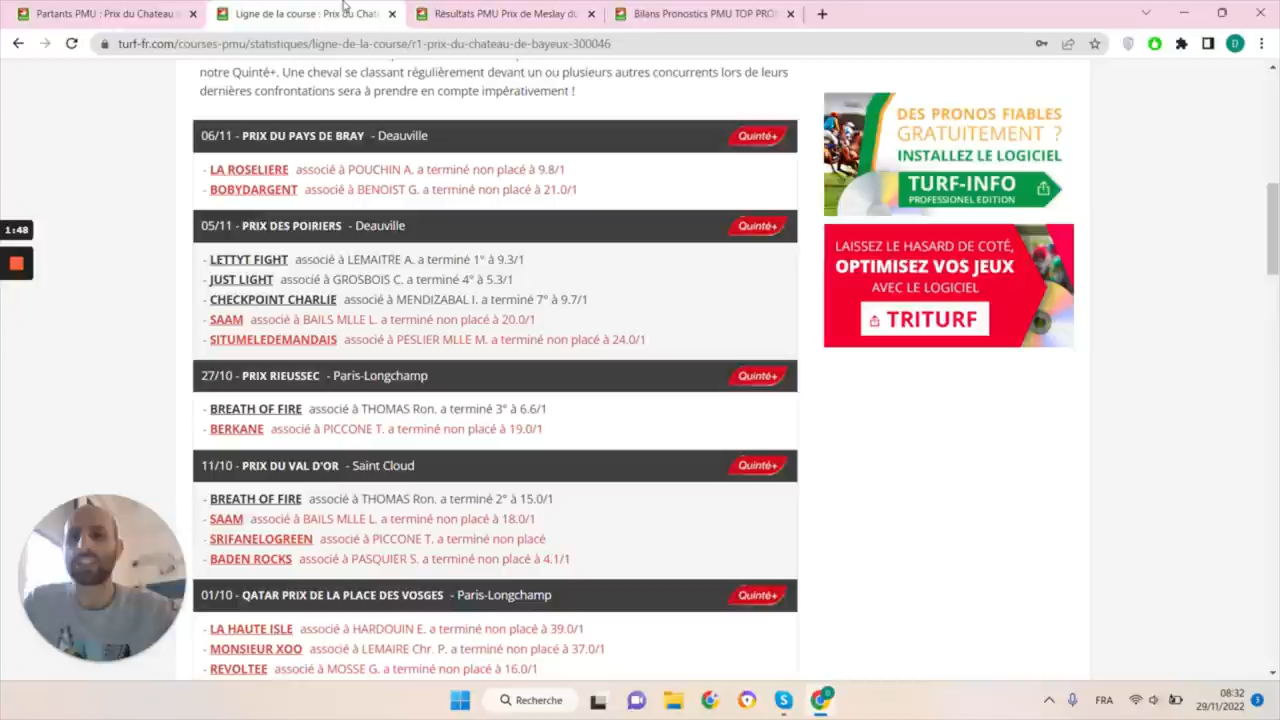 Partants PMU : Prix du Chateau
Ligne de la course : Prix du Chat
Résultats PMU Prix de Meslay du
Bilans Pronostics PMU TOP PRO
turf-fr.com/courses-pmu/statistiques/ligne-de-la-course/r1-prix-du-chateau-de-bayeux-300046
notre Quinté+. Une cheval se classant régulièrement devant un ou plusieurs autres concurrents lors de leurs
dernières confrontations sera à prendre en compte impérativement !
06/11 - PRIX DU PAYS DE BRAY - Deauville Quinté+
- LA ROSELIERE associé à POUCHIN A. a terminé non placé à 9.8/1
- BOBYDARGENT associé à BENOIST G. a terminé non placé à 21.0/1
05/11 - PRIX DES POIRIERS - Deauville Quinté+
- LETTYT FIGHT associé à LEMAITRE A. a terminé 1° à 9.3/1
- JUST LIGHT associé à GROSBOIS C. a terminé 4° à 5.3/1
- CHECKPOINT CHARLIE associé à MENDIZABAL I. a terminé 7° à 9.7/1
- SAAM associé à BAILS MLLE L. a terminé non placé à 20.0/1
- SITUMELEDEMANDAIS associé à PESLIER MLLE M. a terminé non placé à 24.0/1
27/10 - PRIX RIEUSSEC - Paris-Longchamp Quinté+
- BREATH OF FIRE associé à THOMAS Ron. a terminé 3° à 6.6/1
- BERKANE associé à PICCONE T. a terminé non placé à 19.0/1
11/10 - PRIX DU VAL D'OR - Saint Cloud Quinté+
- BREATH OF FIRE associé à THOMAS Ron. a terminé 2° à 15.0/1
- SAAM associé à BAILS MLLE L. a terminé non placé à 18.0/1
- SRIFANELOGREEN associé à PICCONE T. a terminé non placé
- BADEN ROCKS associé à PASQUIER S. a terminé non placé à 4.1/1
01/10 - QATAR PRIX DE LA PLACE DES VOSGES - Paris-Longchamp Quinté+
- LA HAUTE ISLE associé à HARDOUIN E. a terminé non placé à 39.0/1
- MONSIEUR XOO associé à LEMAIRE Chr. P. a terminé non placé à 37.0/1
- REVOLTEE associé à MOSSE G. a terminé non placé à 16.0/1
DES PRONOS FIABLES
GRATUITEMENT ?
INSTALLEZ LE LOGICIEL
TURF-INFO
PROFESSIONEL EDITION
LAISSEZ LE HASARD DE COTÉ,
OPTIMISEZ VOS JEUX
AVEC LE LOGICIEL
TRITURF
1:48
D
Recherche
FRA
08:32
29/11/2022